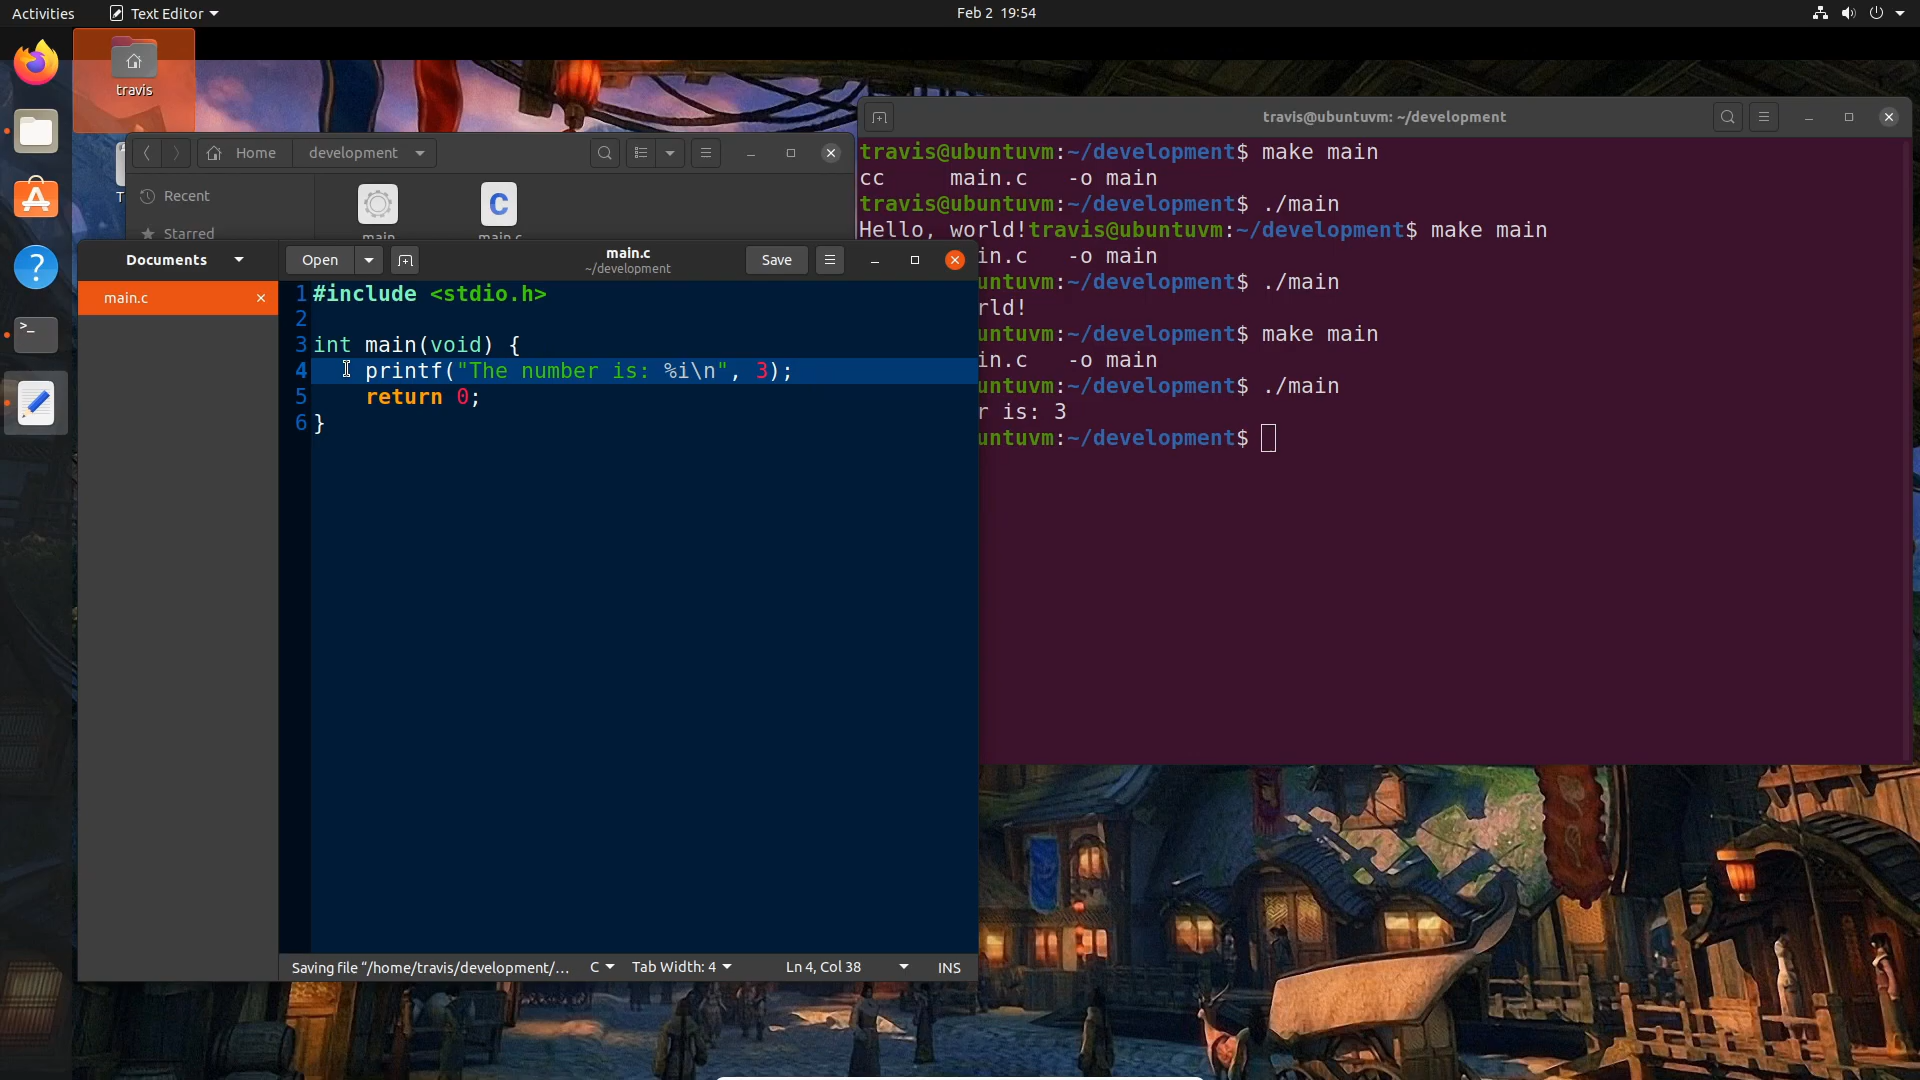 Activities
Text Editor
Feb 2 19:54
travis
Home
development
Recent
Starred
main
main.c
travis@ubuntuvm: ~/development
travis@ubuntuvm:~/development$ make main
cc     main.c   -o main
travis@ubuntuvm:~/development$ ./main
Hello, world!travis@ubuntuvm:~/development$ make main
in.c   -o main
untuvm:~/development$ ./main
rld!
untuvm:~/development$ make main
in.c   -o main
untuvm:~/development$ ./main
r is: 3
untuvm:~/development$
Documents
Open
main.c
~/development
Save
main.c
1 #include <stdio.h>
2
3 int main(void) {
4     printf("The number is: %i\n", 3);
5     return 0;
6 }
Saving file “/home/travis/development/…
C
Tab Width: 4
Ln 4, Col 38
INS